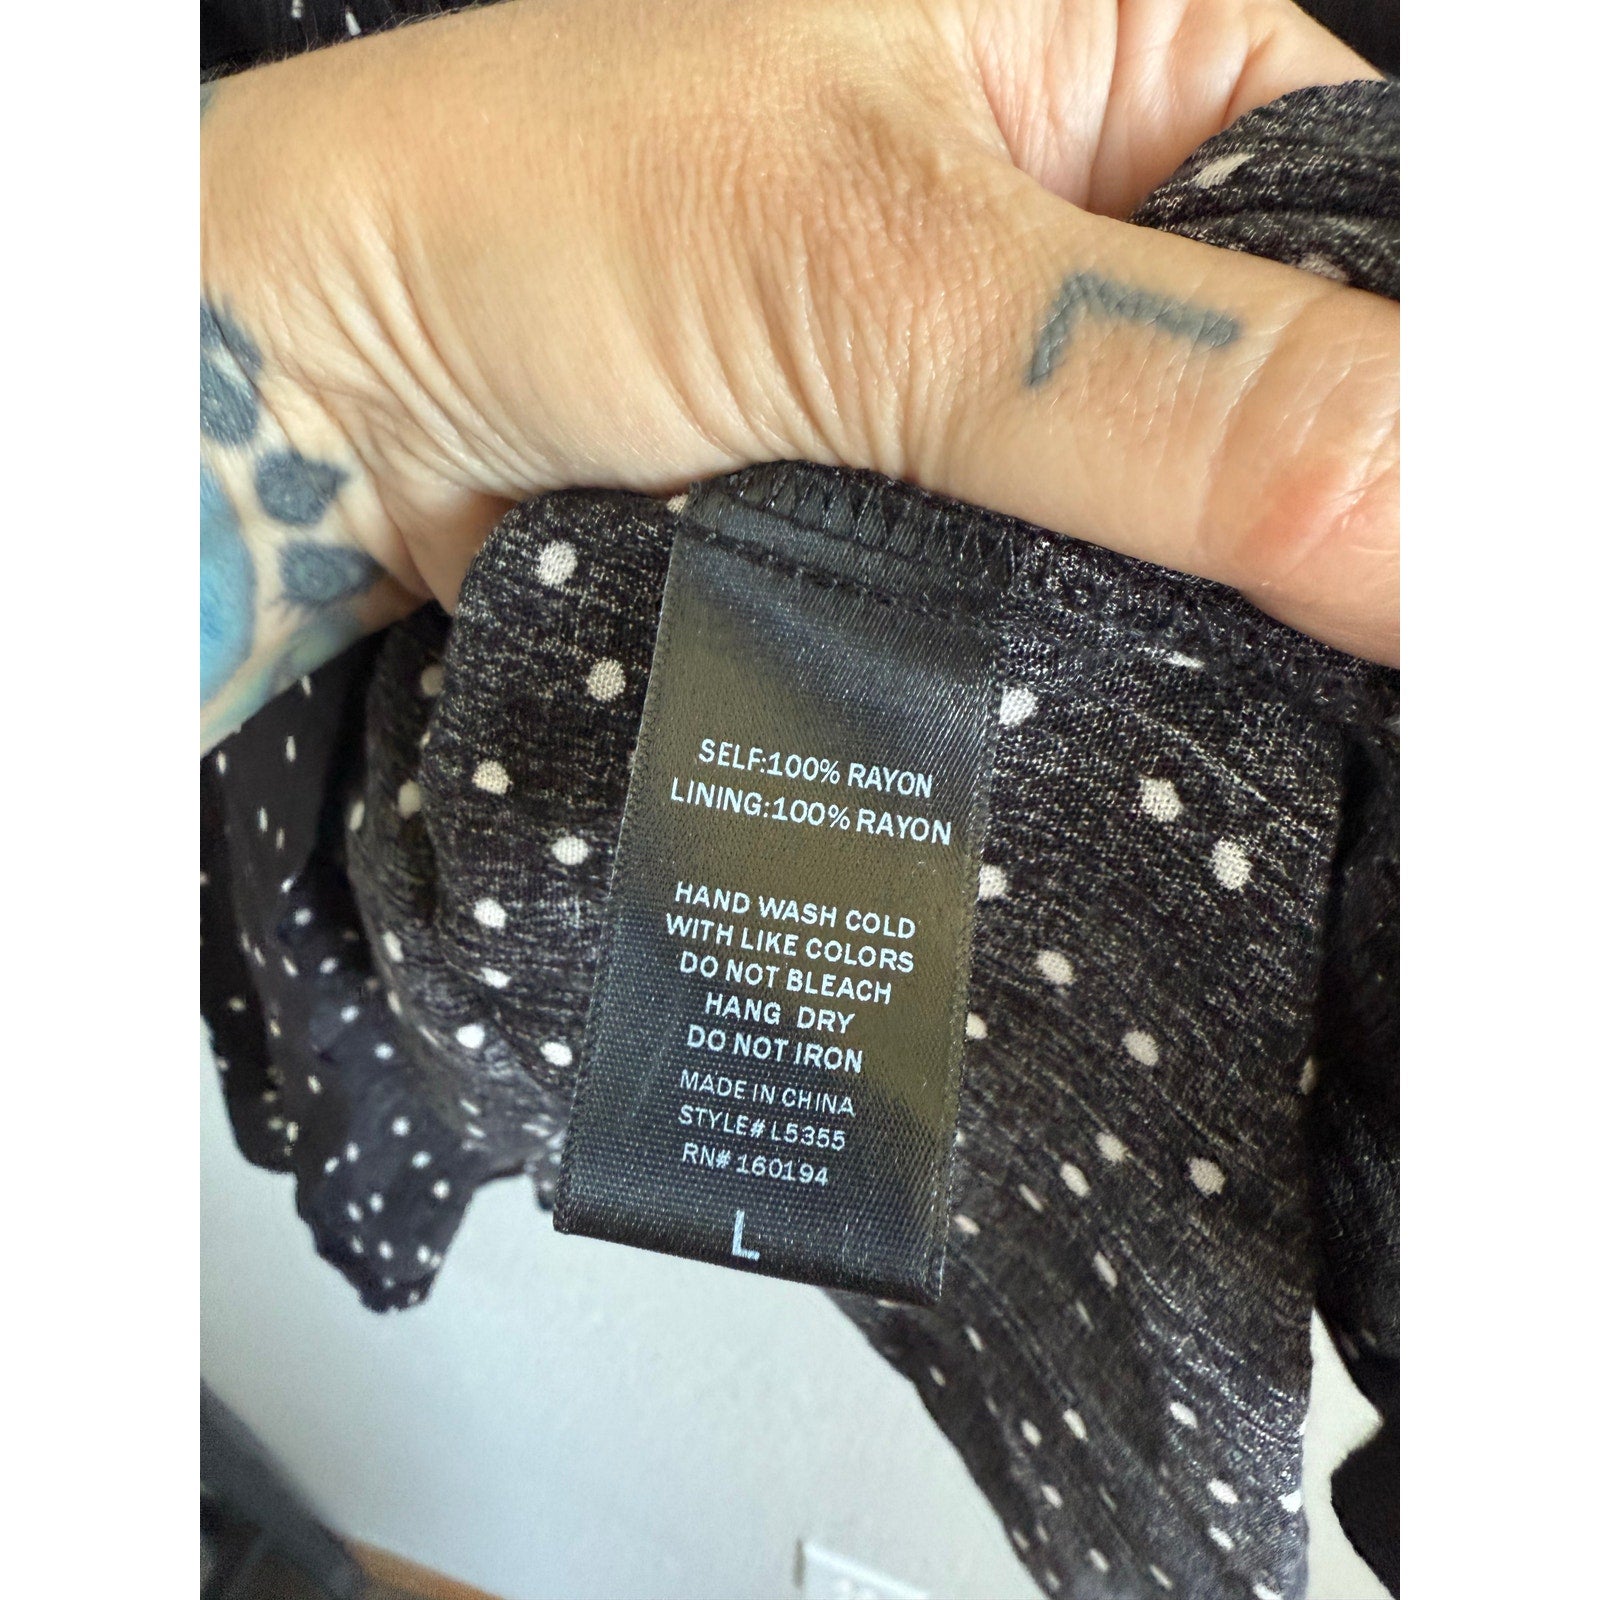 SELF:100% RAYON
LINING:100% RAYON
HAND WASH COLD
WITH LIKE COLORS
DO NOT BLEACH
HANG DRY
DO NOT IRON
MADE IN CHINA
STYLE# L5355
RN# 160194
L